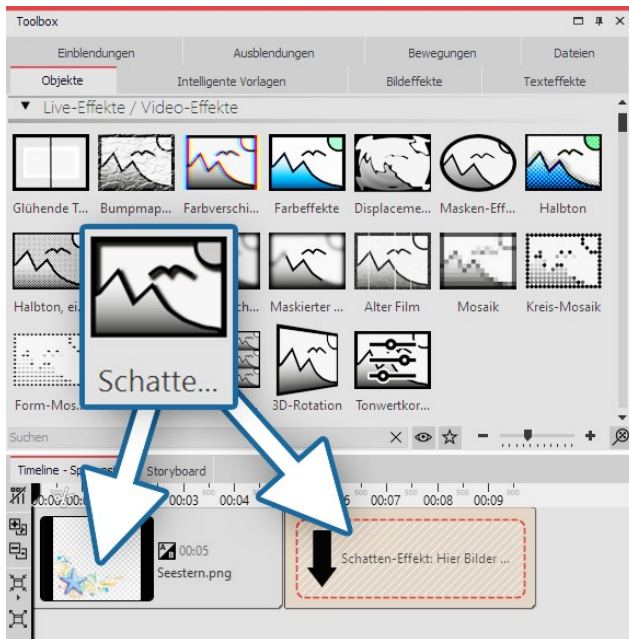 Toolbox
Einblendungen Ausblendungen Bewegungen Dateien
Objekte Intelligente Vorlagen Bildeffekte Texteffekte
Live-Effekte / Video-Effekte
Glühende T... Bumpmap... Farbverschi... Farbeffekte Displaceme... Masken-Eff... Halbton
Halbton, ei... Maskierter ... Alter Film Mosaik Kreis-Mosaik
Schatte...
Form-Mos... 3D-Rotation Tonwertkor...
Suchen
Timeline - Storyboard
00:03 00:04 00:07 00:08 00:09
00:05
Seestern.png
Schatten-Effekt: Hier Bilder ...